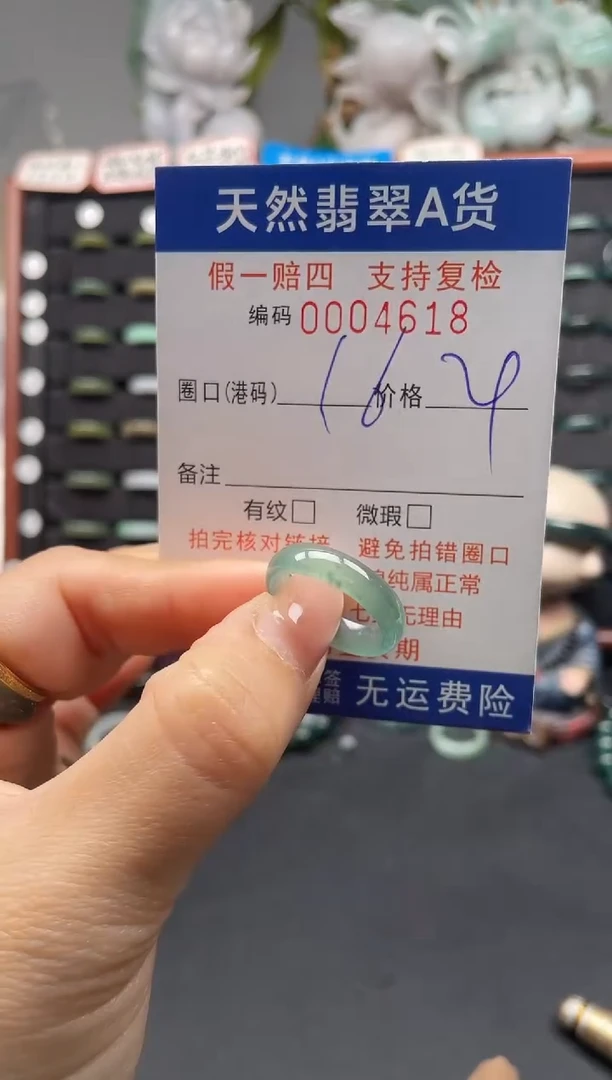 天然翡翠A货
假一赔四 支持复检
编码 0004618
圈口(港码) 16 价格
备注
有纹□ 微瑕□
拍完核对链接 避免拍错圈口
纯属正常
无理由
期
无运费险